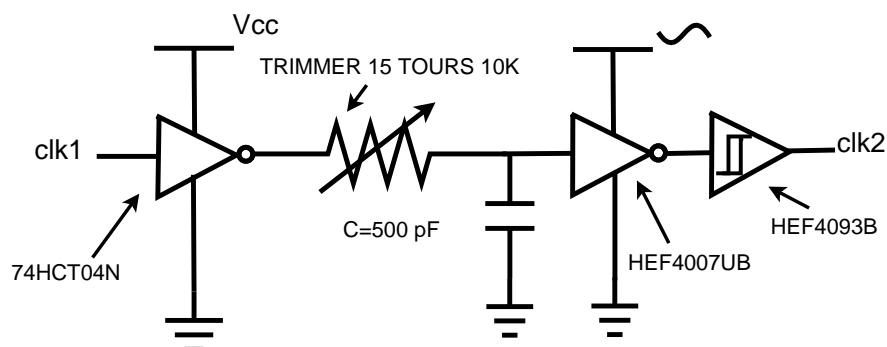 Vcc
TRIMMER 15 TOURS 10K
clk1
clk2
C=500 pF
HEF4093B
HEF4007UB
74HCT04N